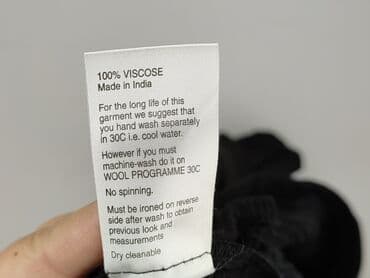 100% VISCOSE
Made in India
For the long life of this
garment we suggest that
you hand wash separately
in 30C i.e. cool water.
However if you must
machine-wash do it on
WOOL PROGRAMME 30C
No spinning.
Must be ironed on reverse
side after wash to obtain
previous look and
measurements
Dry cleanable